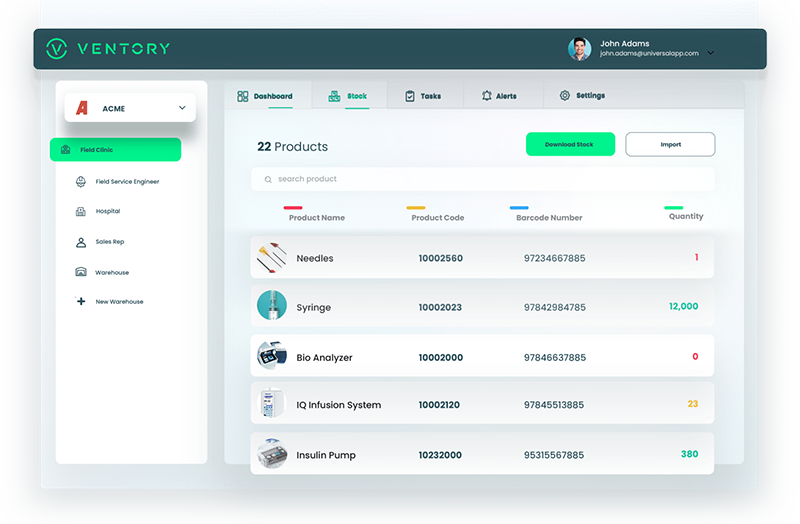 VENTORY
John Adams
john.adams@universalapp.com
A ACME
Dashboard Stock Tasks Alerts Settings
Field Clinic
Field Service Engineer
Hospital
Sales Rep
Warehouse
New Warehouse
22 Products
Download Stock Import
search product
Product Name Product Code Barcode Number Quantity
Needles 10002560 97234667885 1
Syringe 10002023 97842984785 12,000
Bio Analyzer 10002000 97846637885 0
IQ Infusion System 10002120 97845513885 23
Insulin Pump 10232000 95315567885 380